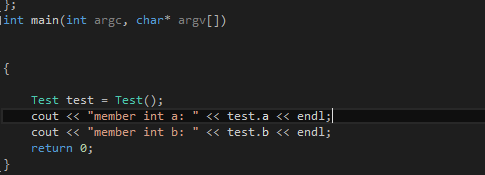 };
int main(int argc, char* argv[])
{
Test test = Test();
cout << "member int a: " << test.a << endl;
cout << "member int b: " << test.b << endl;
return 0;
}